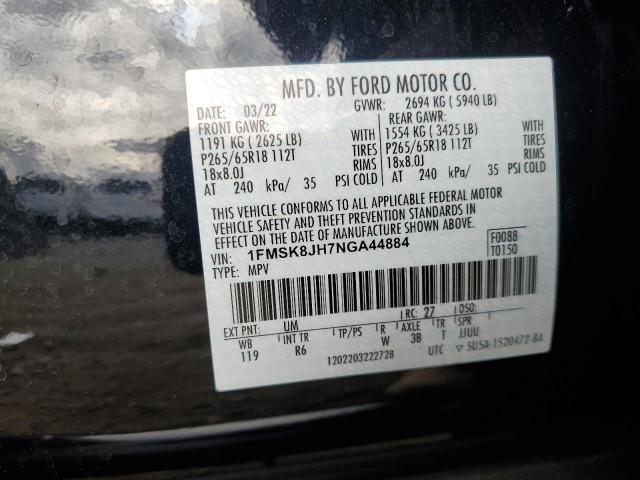 MFD. BY FORD MOTOR CO.
DATE: 03/22 GVWR: 2694 KG ( 5940 LB)
FRONT GAWR: REAR GAWR:
1191 KG ( 2625 LB) WITH 1554 KG ( 3425 LB) WITH
P265/65R18 112T TIRES P265/65R18 112T TIRES
18x8.0J RIMS 18x8.0J RIMS
AT 240 kPa/ 35 PSI COLD AT 240 kPa/ 35 PSI COLD
THIS VEHICLE CONFORMS TO ALL APPLICABLE FEDERAL MOTOR
VEHICLE SAFETY AND THEFT PREVENTION STANDARDS IN
EFFECT ON THE DATE OF MANUFACTURE SHOWN ABOVE.
VIN: 1FMSK8JH7NGA44884 F0088
TYPE: MPV T0150
EXT PNT: UM RC: 27 DSO:
WB INT TR TP/PS R AXLE TR SPR
119 R6 W 38 T JJUU
1202203222728 UTC ▽ SU5A-1520472-8A